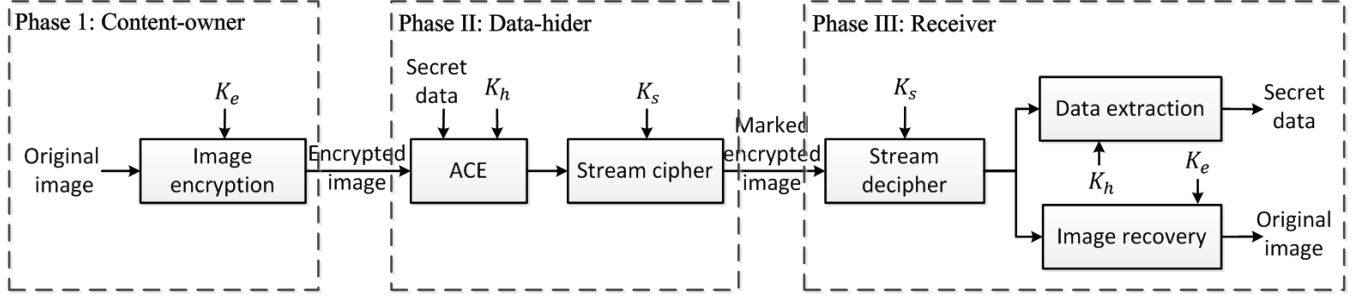 Phase 1: Content-owner
K_e
Original
image
Image
encryption
Encrypted
image
Phase II: Data-hider
Secret
data
K_h
ACE
K_s
Stream cipher
Marked
encrypted
image
Phase III: Receiver
K_s
Stream
decipher
Data extraction
Secret
data
K_h
K_e
Image recovery
Original
image